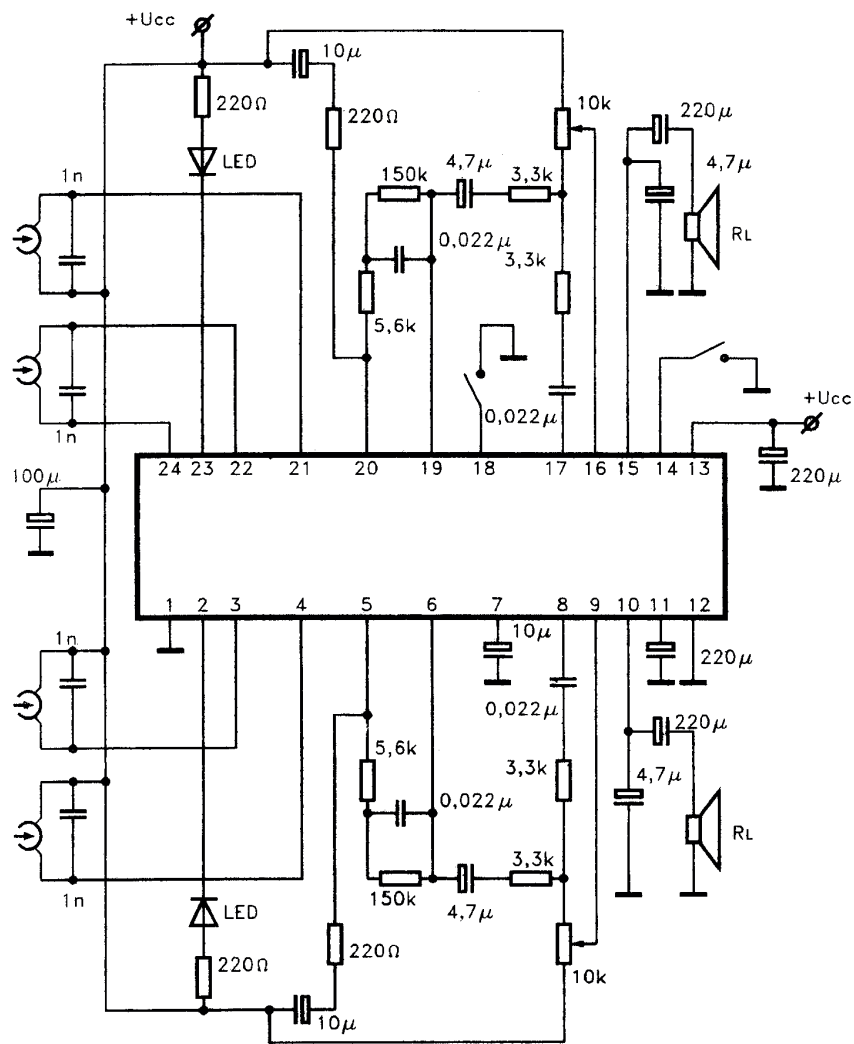 +Ucc
10μ
220Ω
220Ω
10k
220μ
LED
4,7μ
1n
150k
4,7μ
3,3k
0,022μ
3,3k
RL
5,6k
0,022μ
1n
+Ucc
100μ
220μ
24 23 22 21 20 19 18 17 16 15 14 13
1 2 3 4 5 6 7 8 9 10 11 12
1n
10μ
220μ
0,022μ
220μ
5,6k
3,3k
4,7μ
0,022μ
RL
3,3k
1n
150k
4,7μ
LED
220Ω
220Ω
10k
10μ